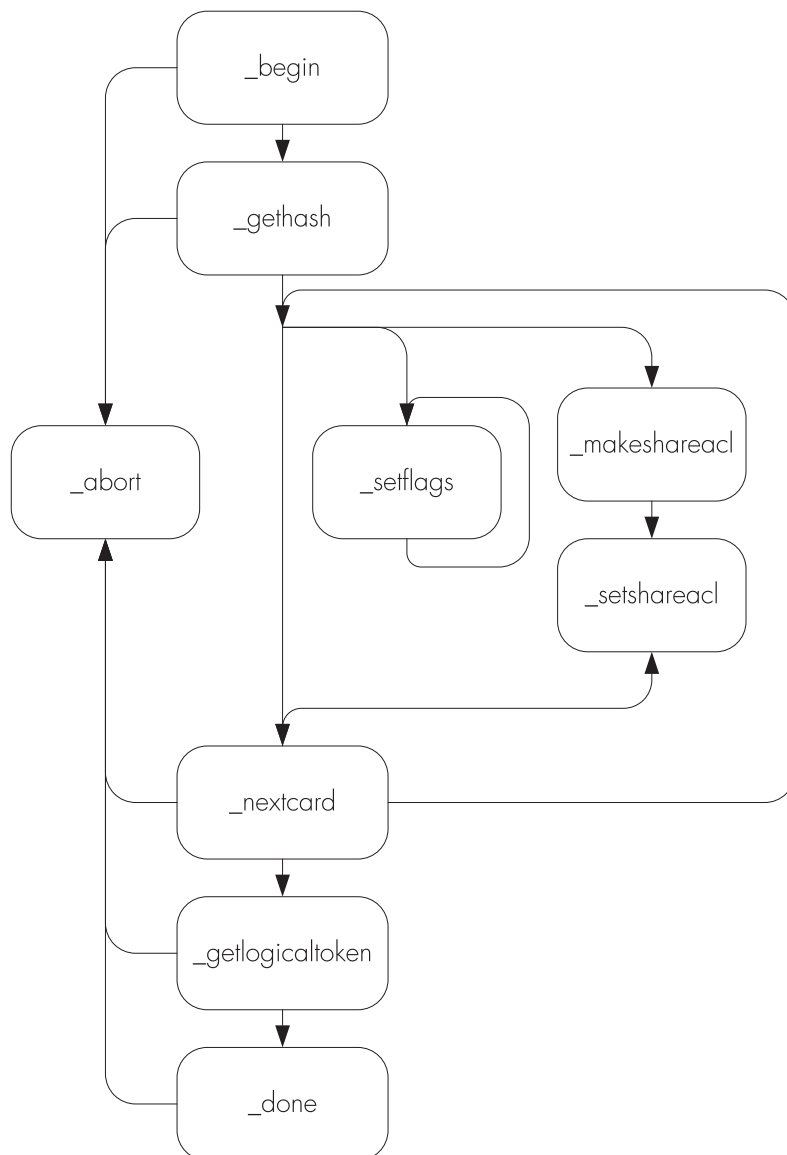 _begin
_gethash
_makeshareacl
_abort
_setflags
_setshareacl
_nextcard
_getlogicaltoken
_done